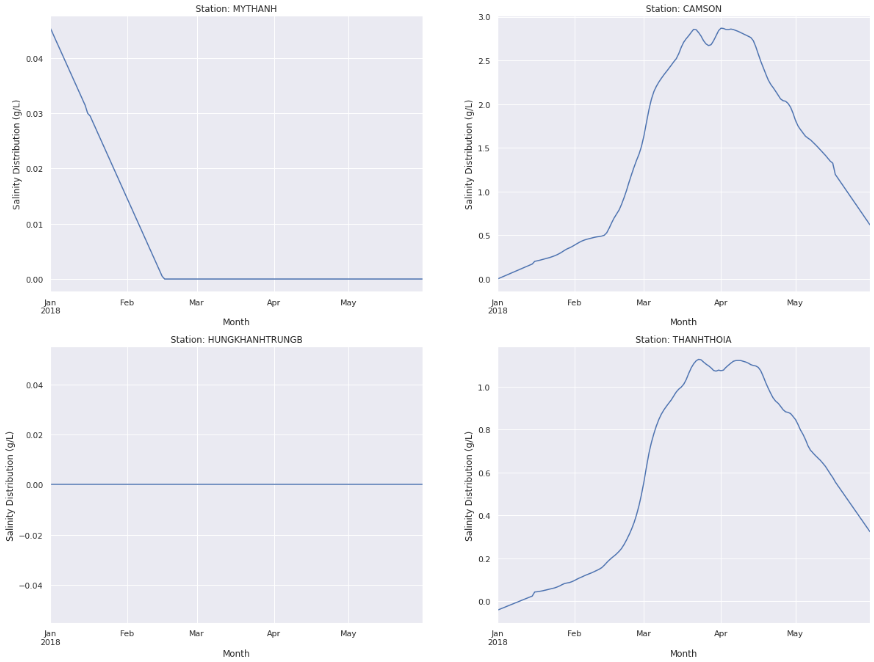 Station: MYTHANH
Salinity Distribution (g/L)
0.04
0.03
0.02
0.01
0.00
Jan
2018
Feb
Mar
Apr
May
Month
Station: CAMSON
Salinity Distribution (g/L)
3.0
2.5
2.0
1.5
1.0
0.5
0.0
Jan
2018
Feb
Mar
Apr
May
Month
Station: HUNGKHANHTRUNGB
Salinity Distribution (g/L)
0.04
0.02
0.00
−0.02
−0.04
Jan
2018
Feb
Mar
Apr
May
Month
Station: THANHTHOIA
Salinity Distribution (g/L)
1.0
0.8
0.6
0.4
0.2
0.0
Jan
2018
Feb
Mar
Apr
May
Month